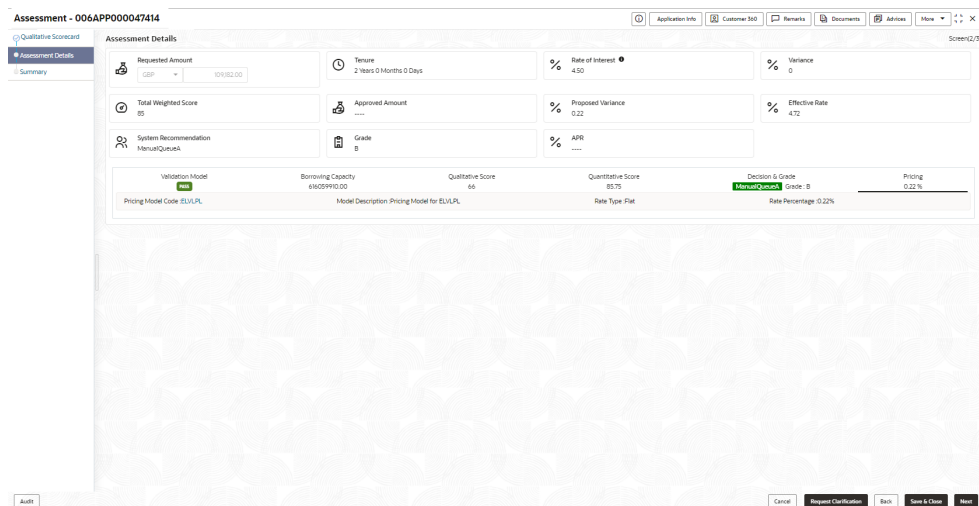 Assessment - 006APP000047414
Application Info Customer 360 Remarks Documents Advices More
Qualitative Scorecard
Assessment Details
Summary
Assessment Details
Screen(2/3
Requested Amount
GBP
Tenure
2 Years 0 Months 0 Days
Rate of Interest
4.50
Variance
0
Total Weighted Score
85
Approved Amount
----
Proposed Variance
0.22
Effective Rate
4.72
System Recommendation
ManualQueueA
Grade
B
APR
----
Validation Model Borrowing Capacity Qualitative Score Quantitative Score Decision & Grade Pricing
PASS 616059910.00 66 85.75 ManualQueueA Grade : B 0.22 %
Pricing Model Code :ELVLPL Model Description :Pricing Model for ELVLPL Rate Type :Flat Rate Percentage :0.22%
Audit Cancel Request Clarification Back Save & Close Next